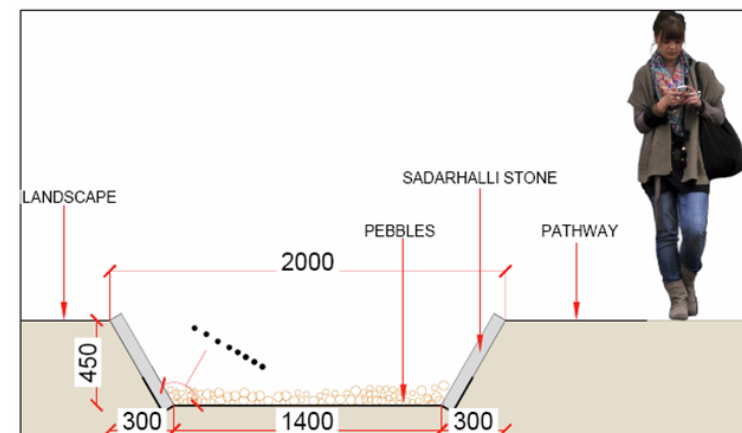 SADARHALLI STONE
LANDSCAPE
PEBBLES
PATHWAY
2000
450
300
1400
300